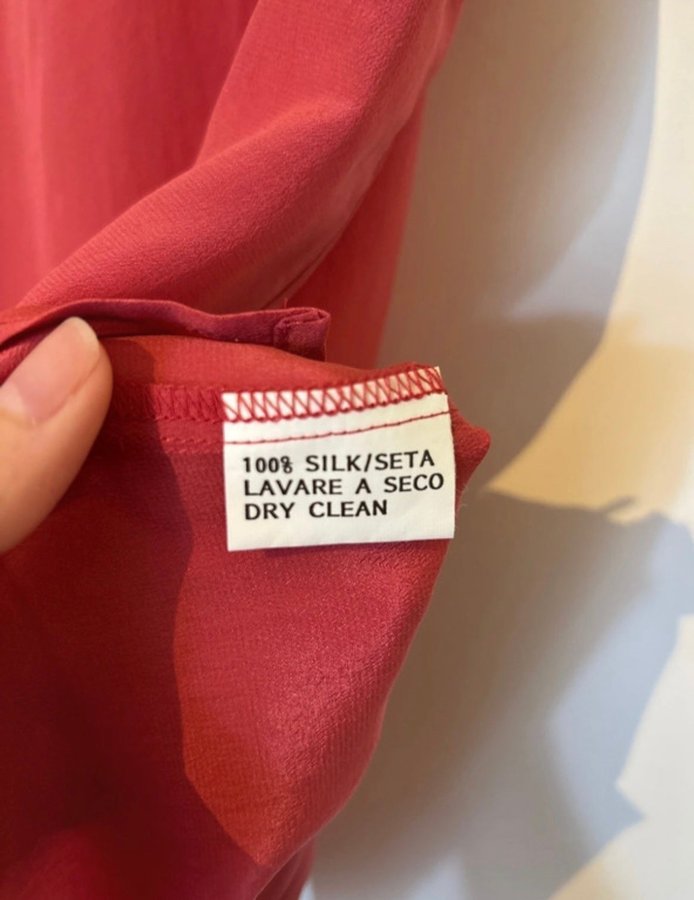 100% SILK/SETA
LAVARE A SECO
DRY CLEAN